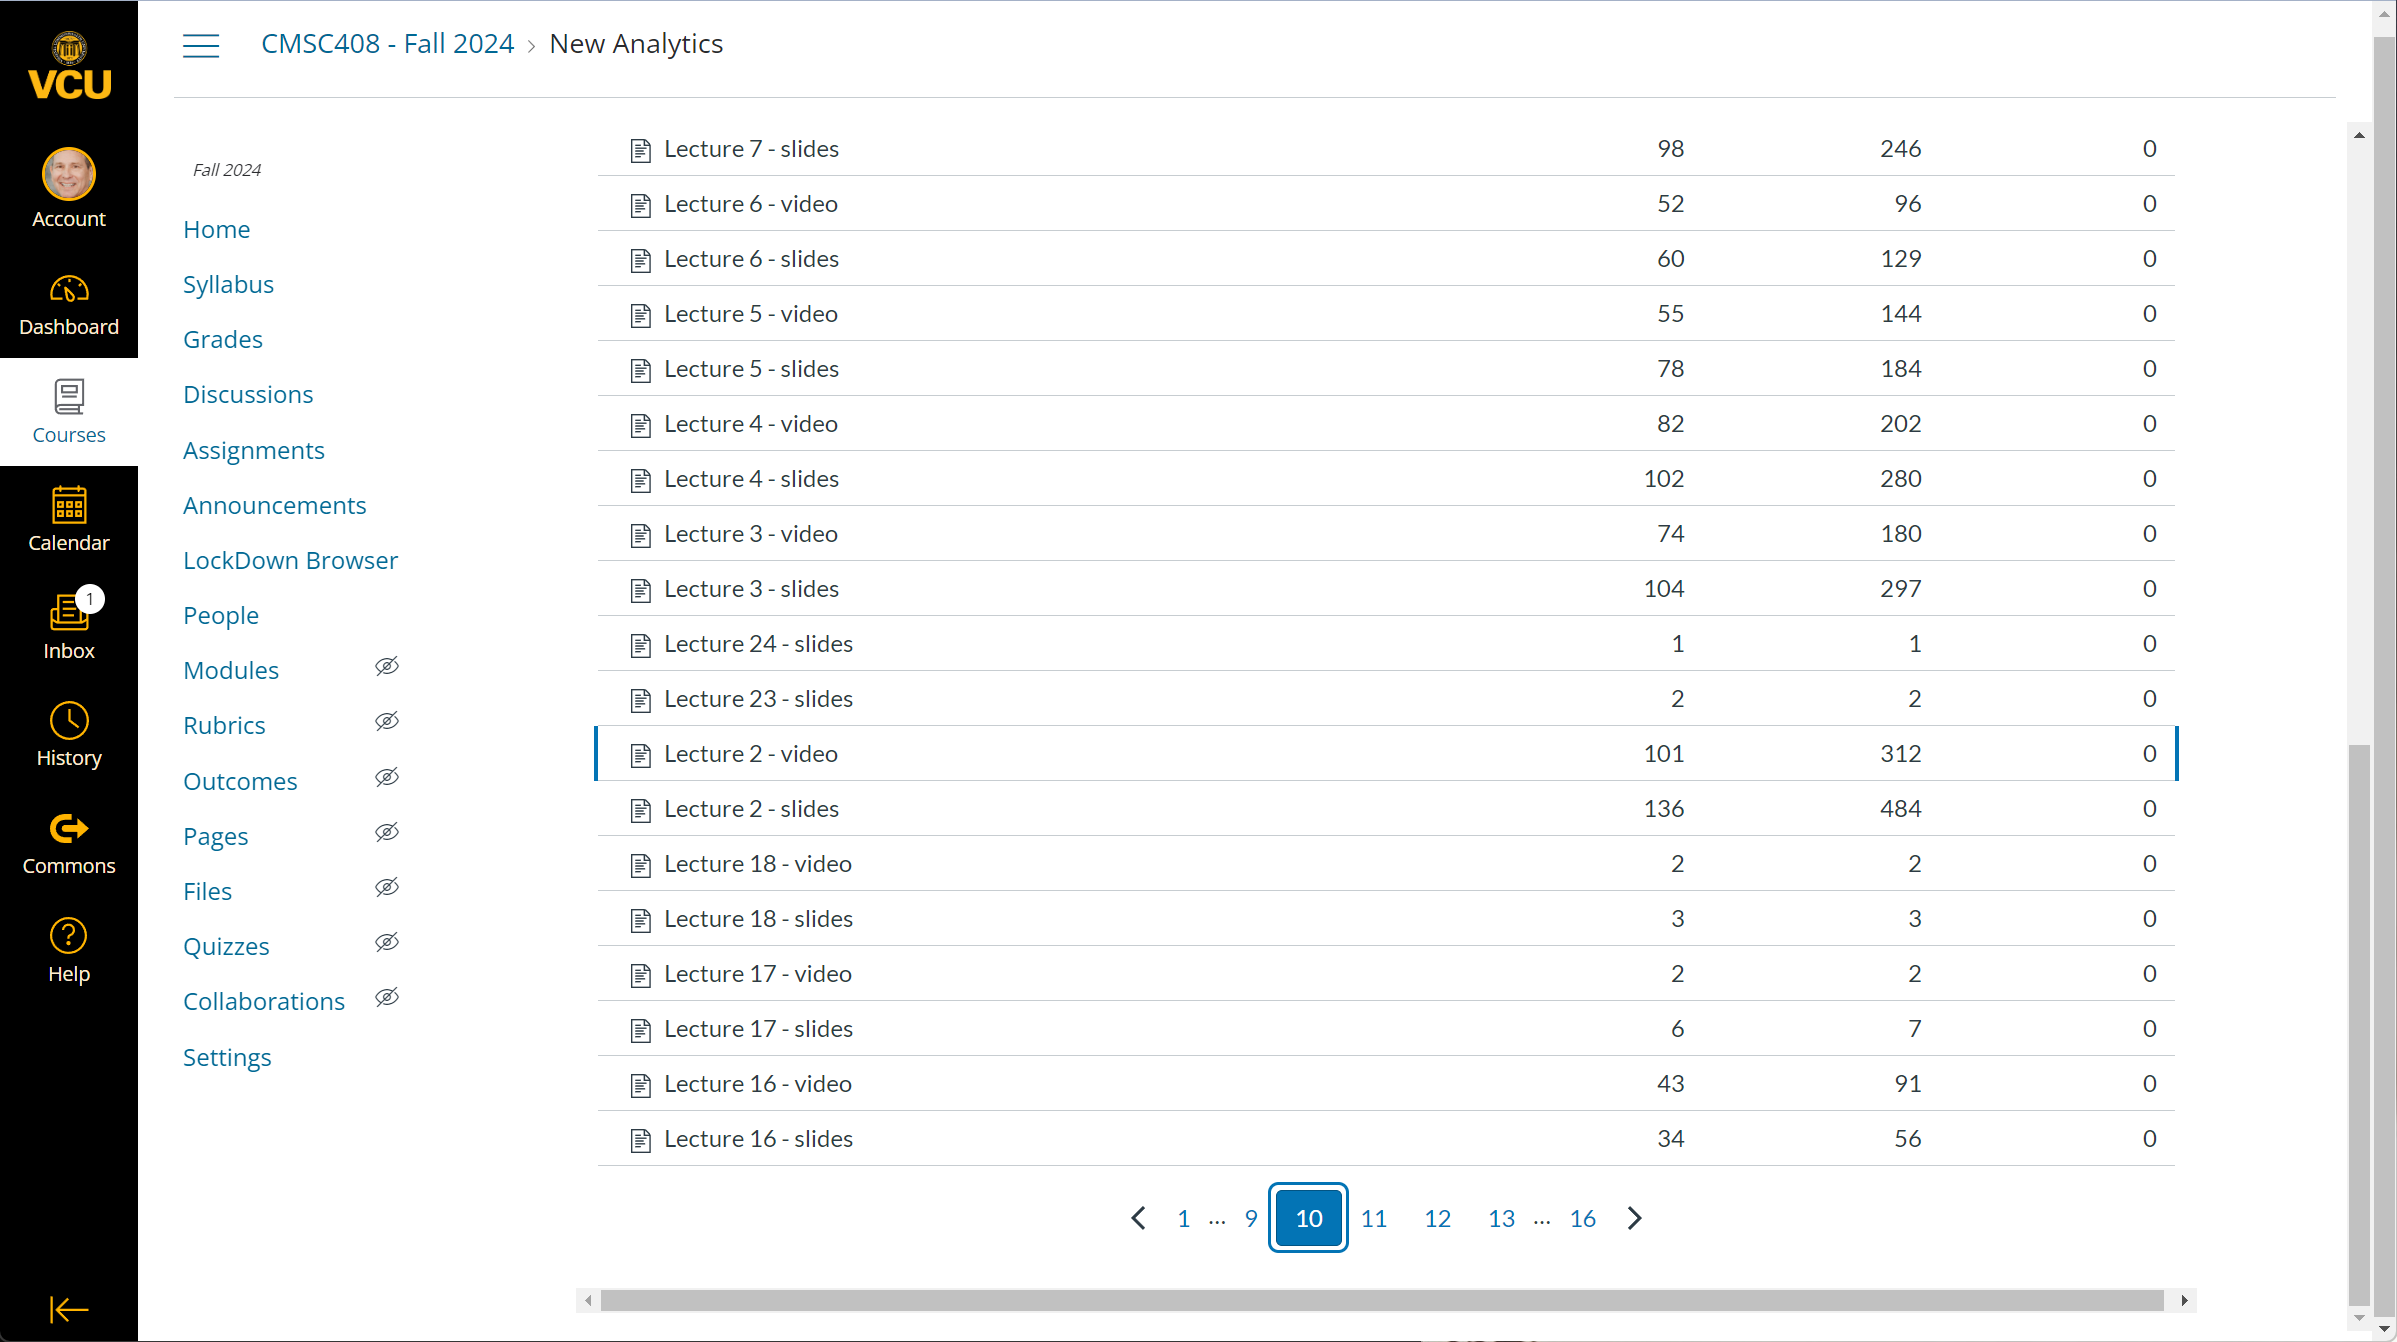 VCU
Account
Dashboard
Courses
Calendar
1
Inbox
History
Commons
Help
CMSC408 - Fall 2024 › New Analytics
Fall 2024
Home
Syllabus
Grades
Discussions
Assignments
Announcements
LockDown Browser
People
Modules
Rubrics
Outcomes
Pages
Files
Quizzes
Collaborations
Settings
Lecture 7 - slides 98 246 0
Lecture 6 - video 52 96 0
Lecture 6 - slides 60 129 0
Lecture 5 - video 55 144 0
Lecture 5 - slides 78 184 0
Lecture 4 - video 82 202 0
Lecture 4 - slides 102 280 0
Lecture 3 - video 74 180 0
Lecture 3 - slides 104 297 0
Lecture 24 - slides 1 1 0
Lecture 23 - slides 2 2 0
Lecture 2 - video 101 312 0
Lecture 2 - slides 136 484 0
Lecture 18 - video 2 2 0
Lecture 18 - slides 3 3 0
Lecture 17 - video 2 2 0
Lecture 17 - slides 6 7 0
Lecture 16 - video 43 91 0
Lecture 16 - slides 34 56 0
1 ... 9 10 11 12 13 ... 16